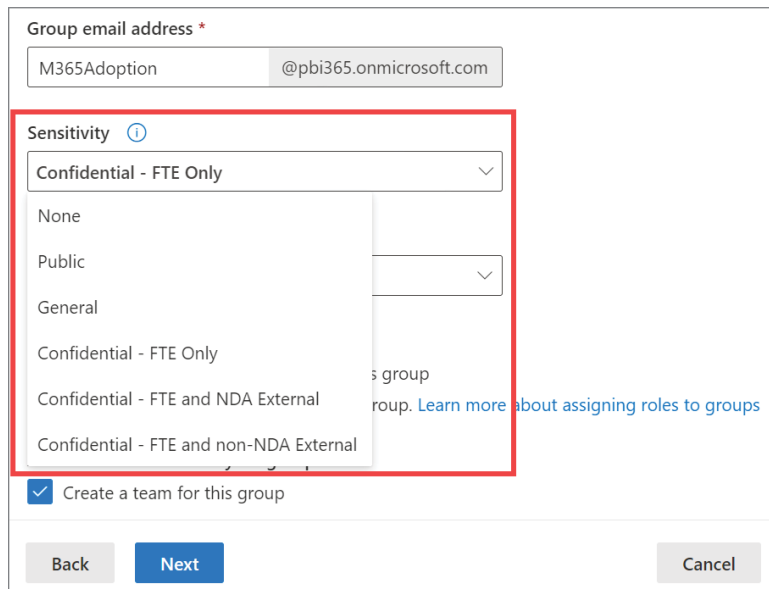 Group email address *
M365Adoption @pbi365.onmicrosoft.com
Sensitivity
Confidential - FTE Only
None
Public
General
Confidential - FTE Only
s group
Confidential - FTE and NDA External
roup. Learn more about assigning roles to groups
Confidential - FTE and non-NDA External
Create a team for this group
Back Next Cancel